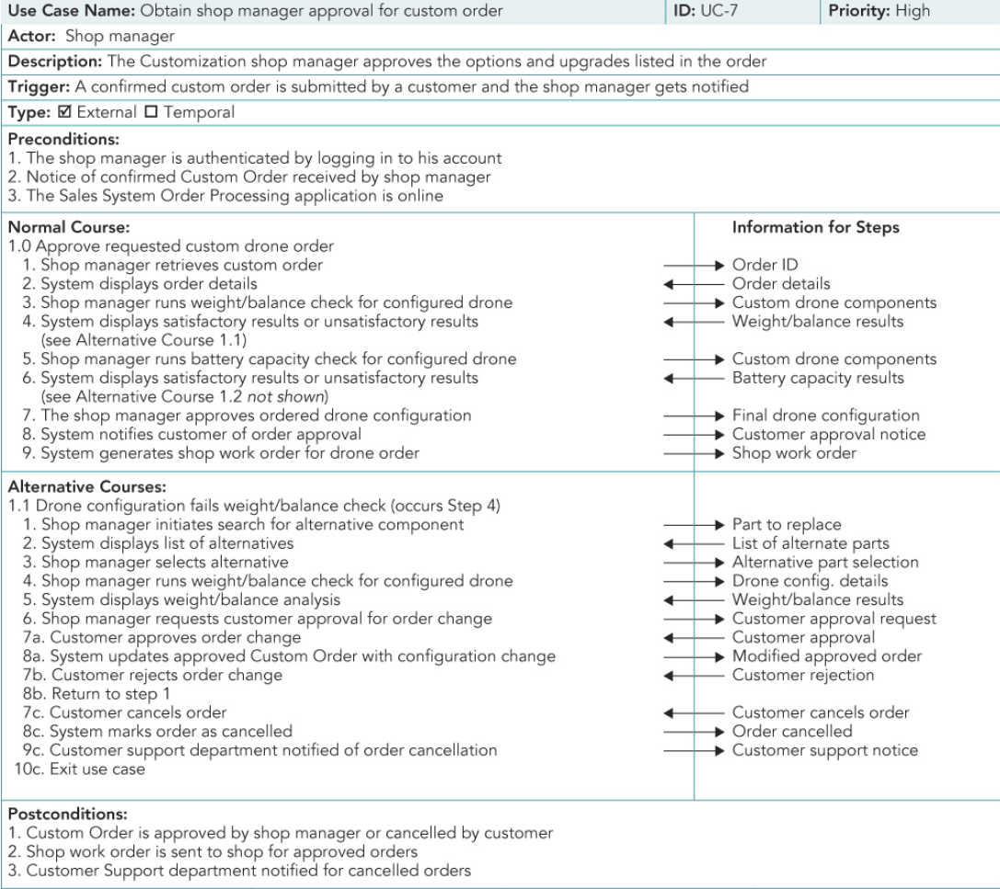 Use Case Name: Obtain shop manager approval for custom order ID: UC-7 Priority: High
Actor: Shop manager
Description: The Customization shop manager approves the options and upgrades listed in the order
Trigger: A confirmed custom order is submitted by a customer and the shop manager gets notified
Type: ☑ External ☐ Temporal
Preconditions:
1. The shop manager is authenticated by logging in to his account
2. Notice of confirmed Custom Order received by shop manager
3. The Sales System Order Processing application is online
Normal Course: Information for Steps
1.0 Approve requested custom drone order
1. Shop manager retrieves custom order Order ID
2. System displays order details Order details
3. Shop manager runs weight/balance check for configured drone Custom drone components
4. System displays satisfactory results or unsatisfactory results Weight/balance results
(see Alternative Course 1.1)
5. Shop manager runs battery capacity check for configured drone Custom drone components
6. System displays satisfactory results or unsatisfactory results Battery capacity results
(see Alternative Course 1.2 not shown)
7. The shop manager approves ordered drone configuration Final drone configuration
8. System notifies customer of order approval Customer approval notice
9. System generates shop work order for drone order Shop work order
Alternative Courses:
1.1 Drone configuration fails weight/balance check (occurs Step 4)
1. Shop manager initiates search for alternative component Part to replace
2. System displays list of alternatives List of alternate parts
3. Shop manager selects alternative Alternative part selection
4. Shop manager runs weight/balance check for configured drone Drone config. details
5. System displays weight/balance analysis Weight/balance results
6. Shop manager requests customer approval for order change Customer approval request
7a. Customer approves order change Customer approval
8a. System updates approved Custom Order with configuration change Modified approved order
7b. Customer rejects order change Customer rejection
8b. Return to step 1
7c. Customer cancels order Customer cancels order
8c. System marks order as cancelled Order cancelled
9c. Customer support department notified of order cancellation Customer support notice
10c. Exit use case
Postconditions:
1. Custom Order is approved by shop manager or cancelled by customer
2. Shop work order is sent to shop for approved orders
3. Customer Support department notified for cancelled orders